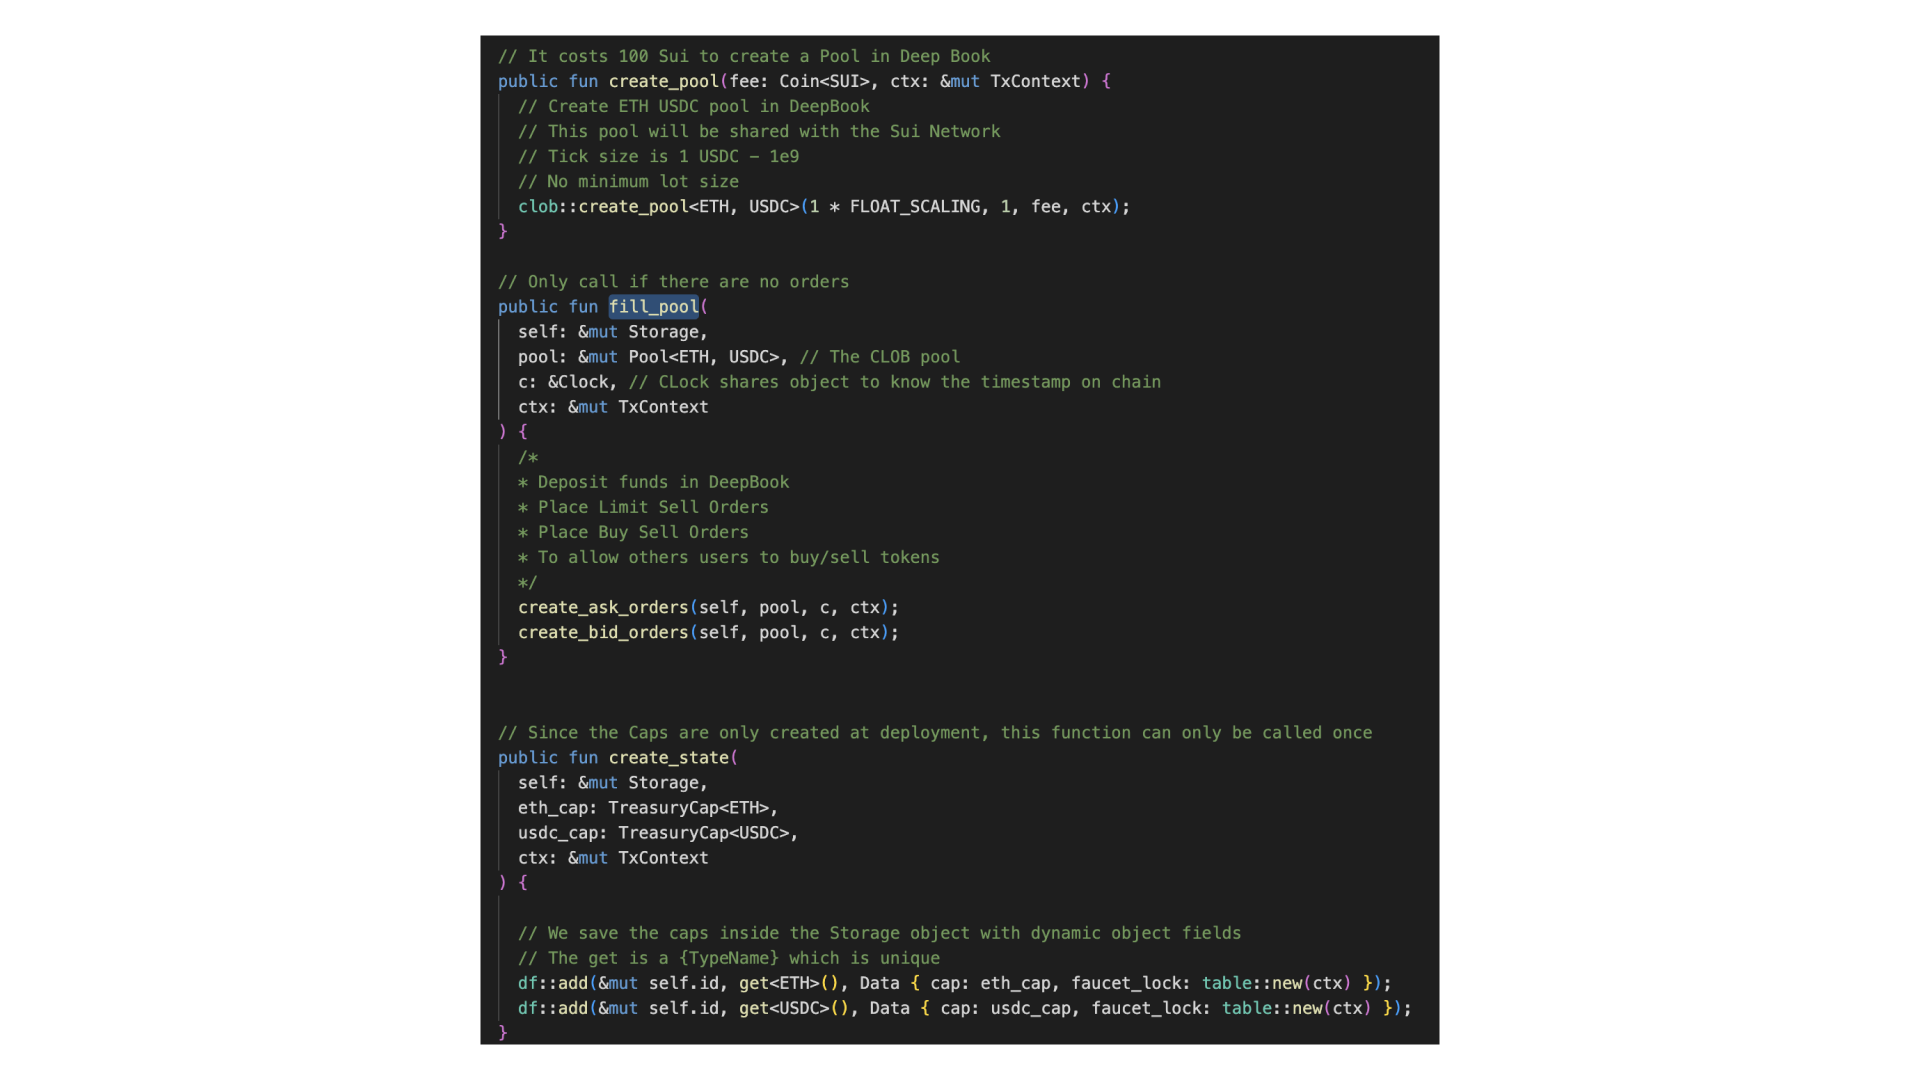 // It costs 100 Sui to create a Pool in Deep Book
public fun create_pool(fee: Coin<SUI>, ctx: &mut TxContext) {
// Create ETH USDC pool in DeepBook
// This pool will be shared with the Sui Network
// Tick size is 1 USDC - 1e9
// No minimum lot size
clob::create_pool<ETH, USDC>(1 * FLOAT_SCALING, 1, fee, ctx);
}
// Only call if there are no orders
public fun fill_pool(
self: &mut Storage,
pool: &mut Pool<ETH, USDC>, // The CLOB pool
c: &Clock, // CLock shares object to know the timestamp on chain
ctx: &mut TxContext
) {
/*
* Deposit funds in DeepBook
* Place Limit Sell Orders
* Place Buy Sell Orders
* To allow others users to buy/sell tokens
*/
create_ask_orders(self, pool, c, ctx);
create_bid_orders(self, pool, c, ctx);
}
// Since the Caps are only created at deployment, this function can only be called once
public fun create_state(
self: &mut Storage,
eth_cap: TreasuryCap<ETH>,
usdc_cap: TreasuryCap<USDC>,
ctx: &mut TxContext
) {
// We save the caps inside the Storage object with dynamic object fields
// The get is a {TypeName} which is unique
df::add(&mut self.id, get<ETH>(), Data { cap: eth_cap, faucet_lock: table::new(ctx) });
df::add(&mut self.id, get<USDC>(), Data { cap: usdc_cap, faucet_lock: table::new(ctx) });
}